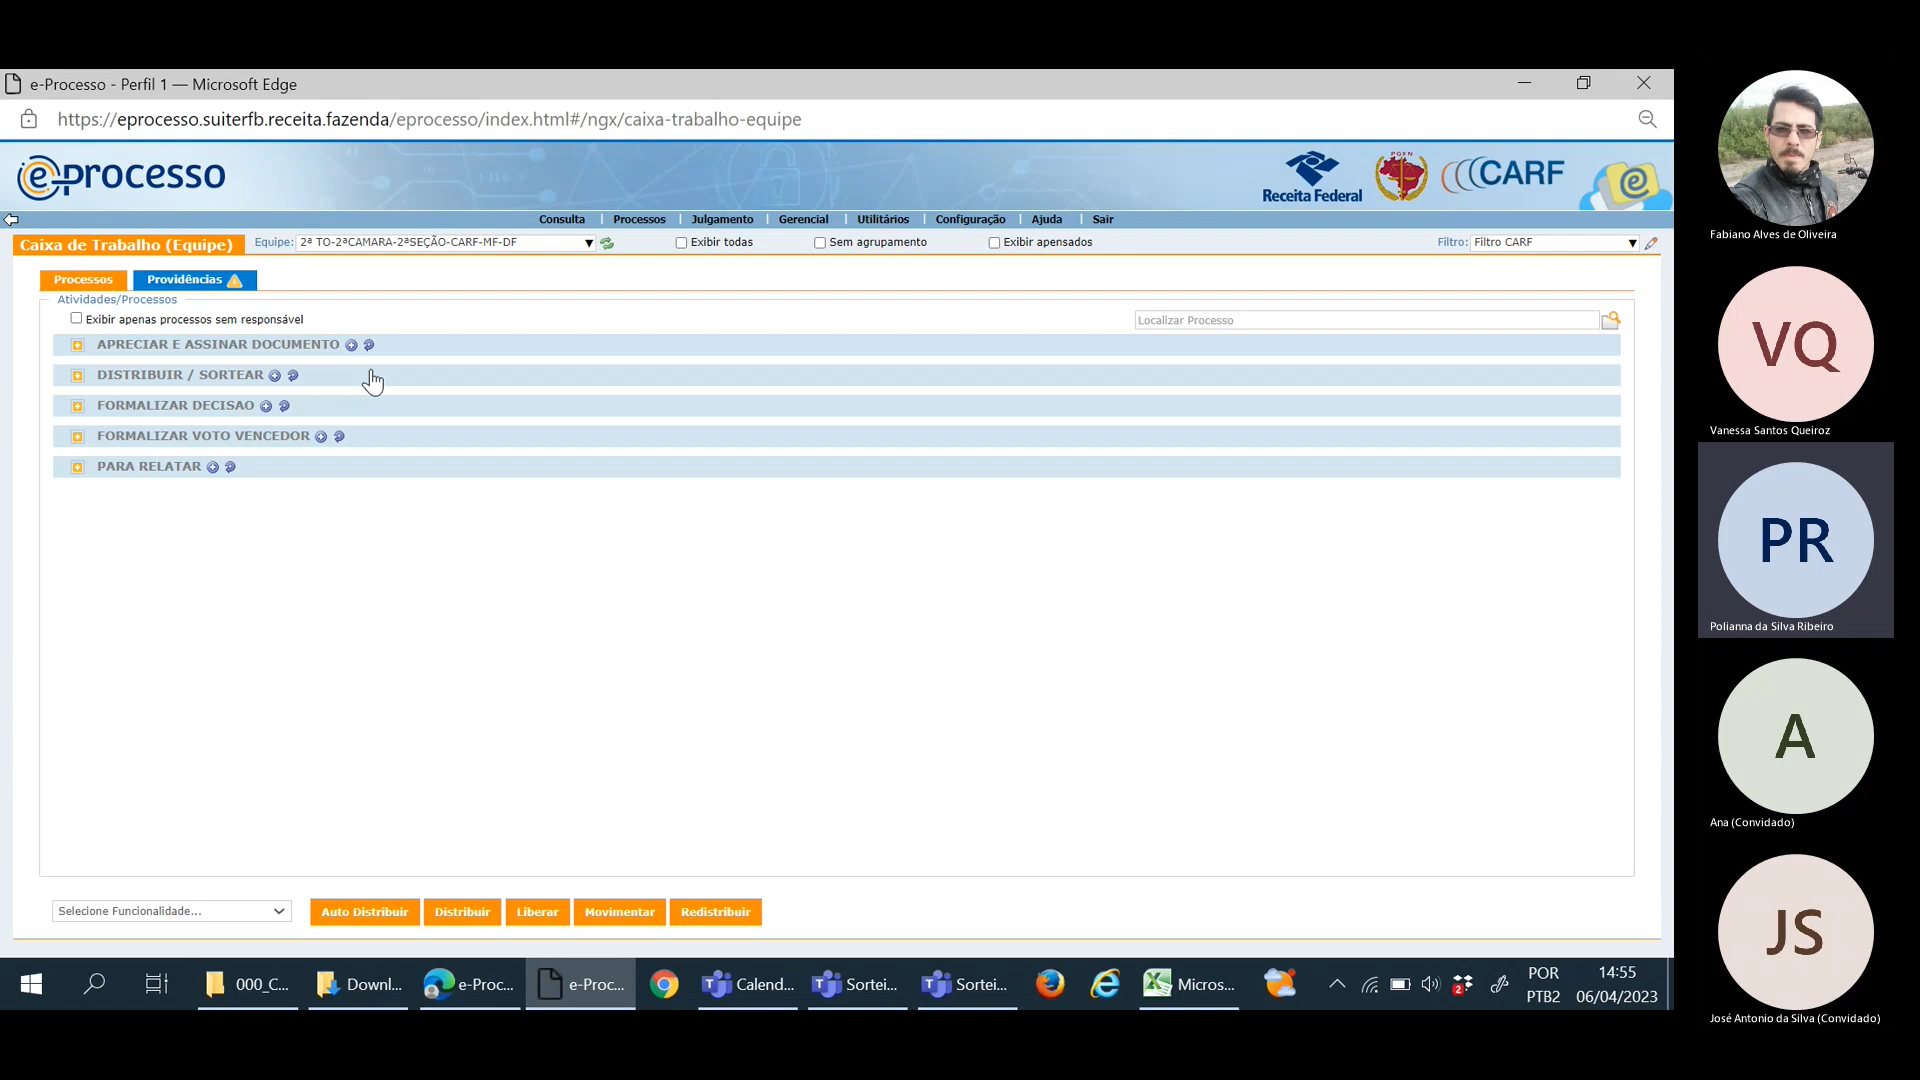 e-Processo - Perfil 1 — Microsoft Edge
https://eprocesso.suiterfb.receita.fazenda/eprocesso/index.html#/ngx/caixa-trabalho-equipe
e-processo
Receita Federal
PGFN
CARF
Consulta | Processos | Julgamento | Gerencial | Utilitários | Configuração | Ajuda | Sair
Caixa de Trabalho (Equipe)
Equipe: 2ª TO-2ªCAMARA-2ªSEÇÃO-CARF-MF-DF
Exibir todas
Sem agrupamento
Exibir apensados
Filtro: Filtro CARF
Processos
Providências
Atividades/Processos
Exibir apenas processos sem responsável
Localizar Processo
APRECIAR E ASSINAR DOCUMENTO
DISTRIBUIR / SORTEAR
FORMALIZAR DECISAO
FORMALIZAR VOTO VENCEDOR
PARA RELATAR
Selecione Funcionalidade...
Auto Distribuir
Distribuir
Liberar
Movimentar
Redistribuir
000_C...
Downl...
e-Proc...
e-Proc...
Calend...
Sortei...
Sortei...
Micros...
2
POR
PTB2
14:55
06/04/2023
Fabiano Alves de Oliveira
VQ
Vanessa Santos Queiroz
PR
Polianna da Silva Ribeiro
A
Ana (Convidado)
JS
José Antonio da Silva (Convidado)